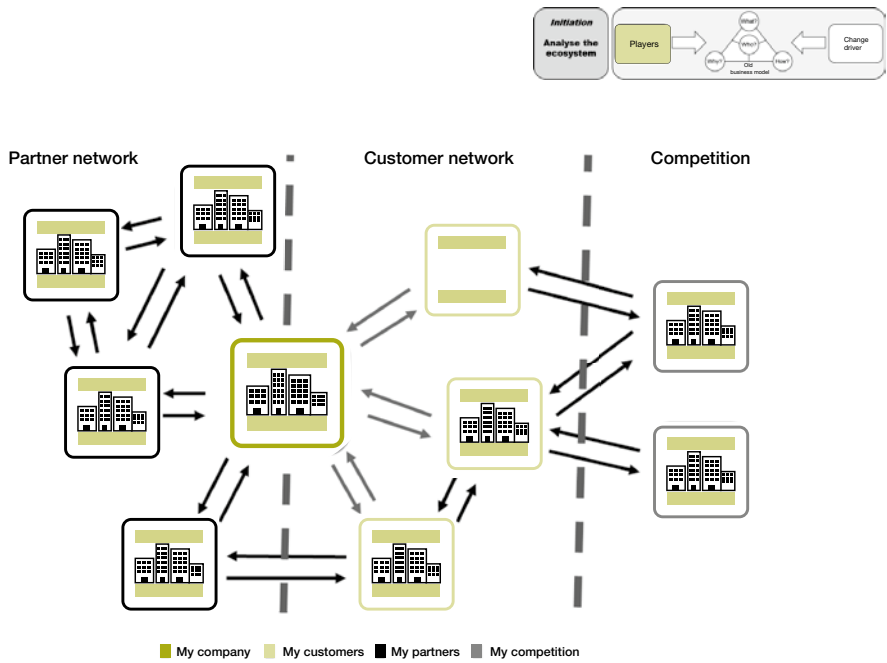 Initiation
Analyse the
ecosystem
Players
What?
Who?
Why?
How?
Old
business model
Change
driver
Partner network
Customer network
Competition
My company
My customers
My partners
My competition